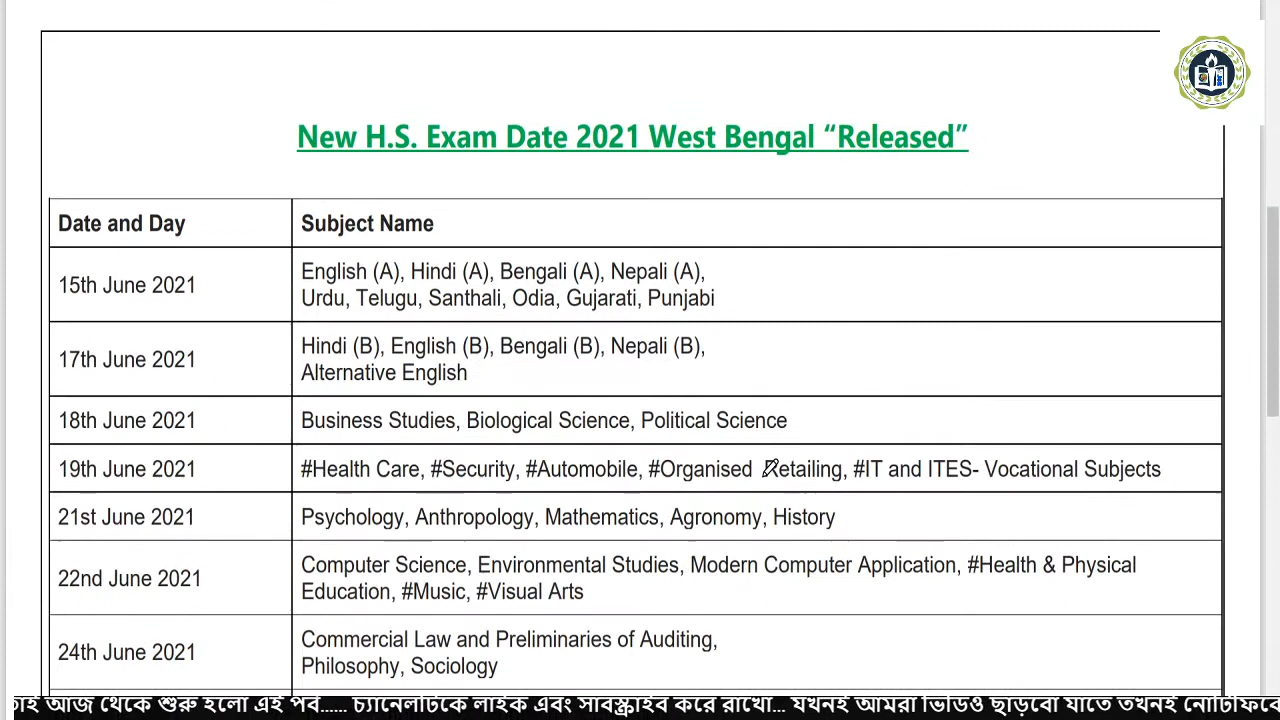 New H.S. Exam Date 2021 West Bengal “Released”
Date and Day Subject Name
15th June 2021 English (A), Hindi (A), Bengali (A), Nepali (A),
Urdu, Telugu, Santhali, Odia, Gujarati, Punjabi
17th June 2021 Hindi (B), English (B), Bengali (B), Nepali (B),
Alternative English
18th June 2021 Business Studies, Biological Science, Political Science
19th June 2021 #Health Care, #Security, #Automobile, #Organised Retailing, #IT and ITES- Vocational Subjects
21st June 2021 Psychology, Anthropology, Mathematics, Agronomy, History
22nd June 2021 Computer Science, Environmental Studies, Modern Computer Application, #Health & Physical
Education, #Music, #Visual Arts
24th June 2021 Commercial Law and Preliminaries of Auditing,
Philosophy, Sociology
আজ থেকে শুরু হলো এই পর্ব...... চ্যানেলটিকে লাইক এবং সাবস্ক্রাইব করে রাখো... যখনই আমরা ভিডিও ছাড়বো যাতে তখনই